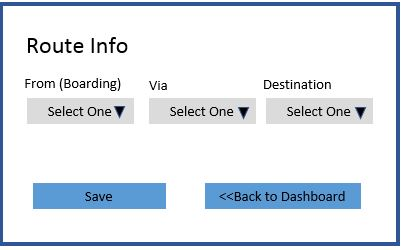 Route Info
From (Boarding) Via Destination
Select One Select One Select One
Save <<Back to Dashboard